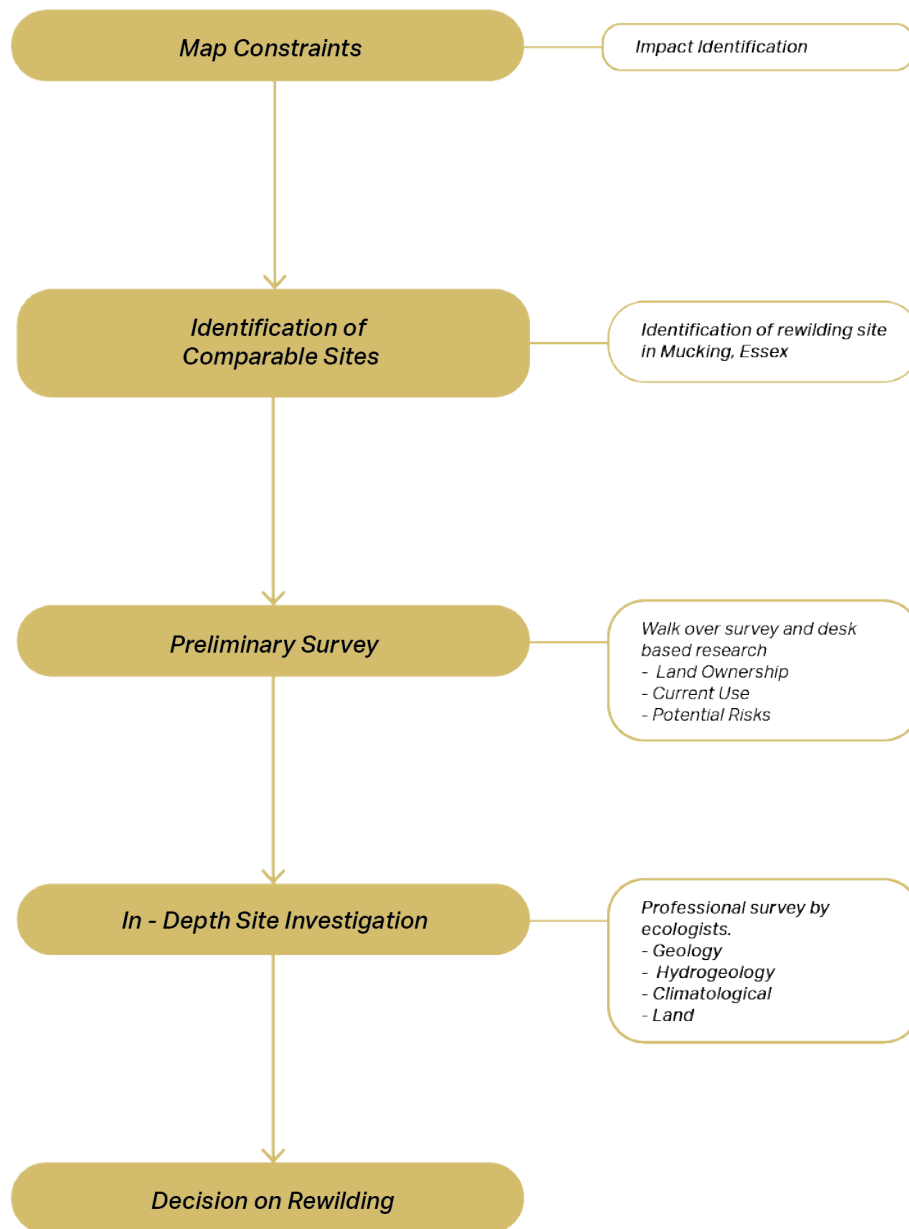 Map Constraints
Impact Identification
Identification of
Comparable Sites
Identification of rewilding site
in Mucking, Essex
Preliminary Survey
Walk over survey and desk
based research
- Land Ownership
- Current Use
- Potential Risks
In - Depth Site Investigation
Professional survey by
ecologists.
- Geology
- Hydrogeology
- Climatological
- Land
Decision on Rewilding